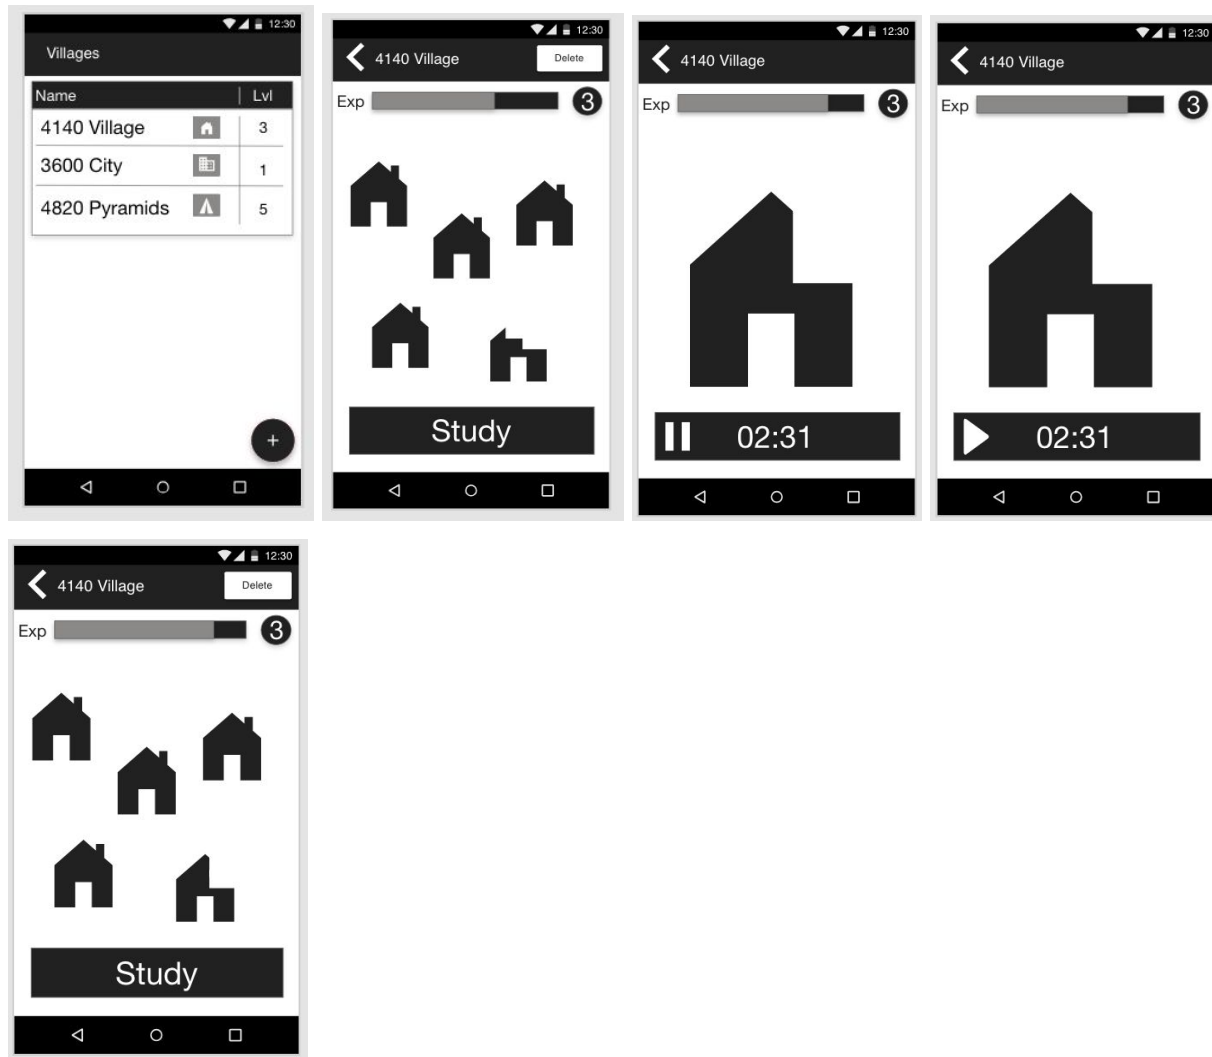 12:30
Villages
Name Lvl
4140 Village 3
3600 City 1
4820 Pyramids 5
+
12:30
4140 Village Delete
Exp 3
Study
12:30
4140 Village
Exp 3
02:31
12:30
4140 Village
Exp 3
02:31
12:30
4140 Village Delete
Exp 3
Study